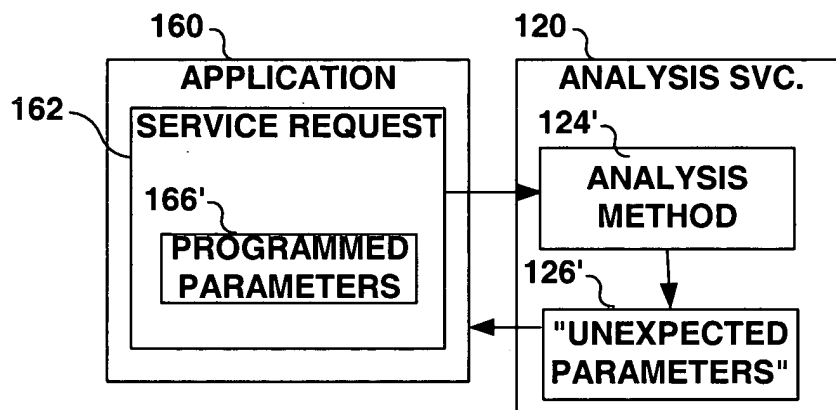 160
APPLICATION
162
SERVICE REQUEST
166'
PROGRAMMED
PARAMETERS
120
ANALYSIS SVC.
124'
ANALYSIS
METHOD
126'
"UNEXPECTED
PARAMETERS"